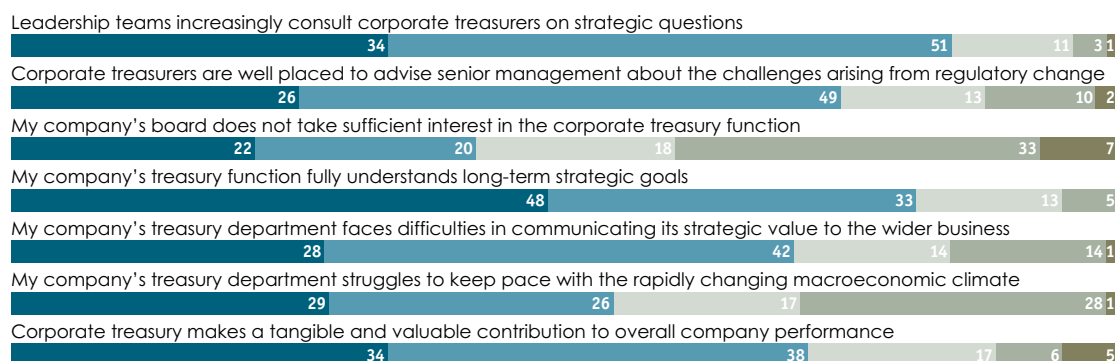 Leadership teams increasingly consult corporate treasurers on strategic questions
34 51 11 3 1
Corporate treasurers are well placed to advise senior management about the challenges arising from regulatory change
26 49 13 10 2
My company’s board does not take sufficient interest in the corporate treasury function
22 20 18 33 7
My company’s treasury function fully understands long-term strategic goals
48 33 13 5
My company’s treasury department faces difficulties in communicating its strategic value to the wider business
28 42 14 14 1
My company’s treasury department struggles to keep pace with the rapidly changing macroeconomic climate
29 26 17 28 1
Corporate treasury makes a tangible and valuable contribution to overall company performance
34 38 17 6 5